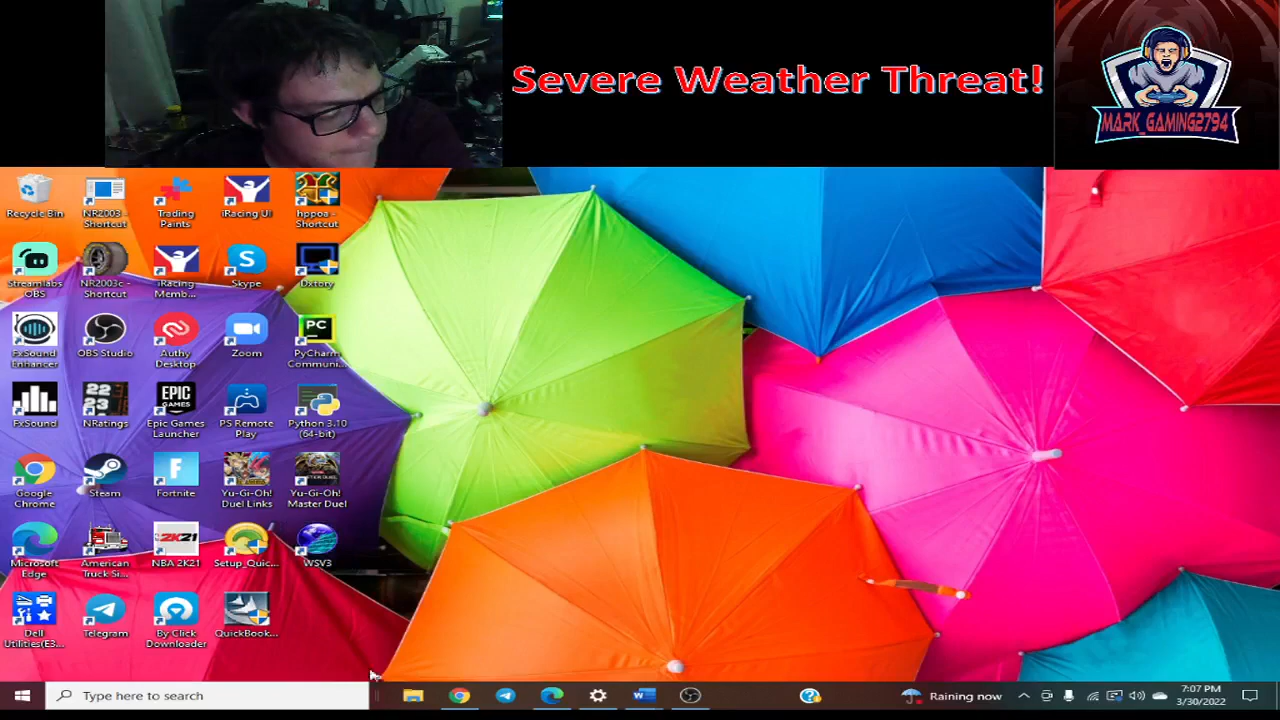 Severe Weather Threat!
MARK_GAMING2794
Recycle Bin
NR2003 -
Shortcut
Trading
Paints
iRacing UI
hppoa -
Shortcut
Streamlabs
OBS
NR2003c -
Shortcut
iRacing
Memb...
Skype
Dxtory
FxSound
Enhancer
OBS Studio
Authy
Desktop
Zoom
PC
PyCharm
Communi...
FxSound
22
23
NRatings
EPIC
GAMES
Epic Games
Launcher
PS Remote
Play
Python 3.10
(64-bit)
Google
Chrome
Steam
F
Fortnite
Yu-Gi-Oh!
Duel Links
Yu-Gi-Oh!
Master Duel
Microsoft
Edge
American
Truck Si...
2K21
NBA 2K21
Setup_Quic...
WSV3
Dell
Utilities(E3...
Telegram
By Click
Downloader
QuickBook...
Type here to search
Raining now
7:07 PM
3/30/2022